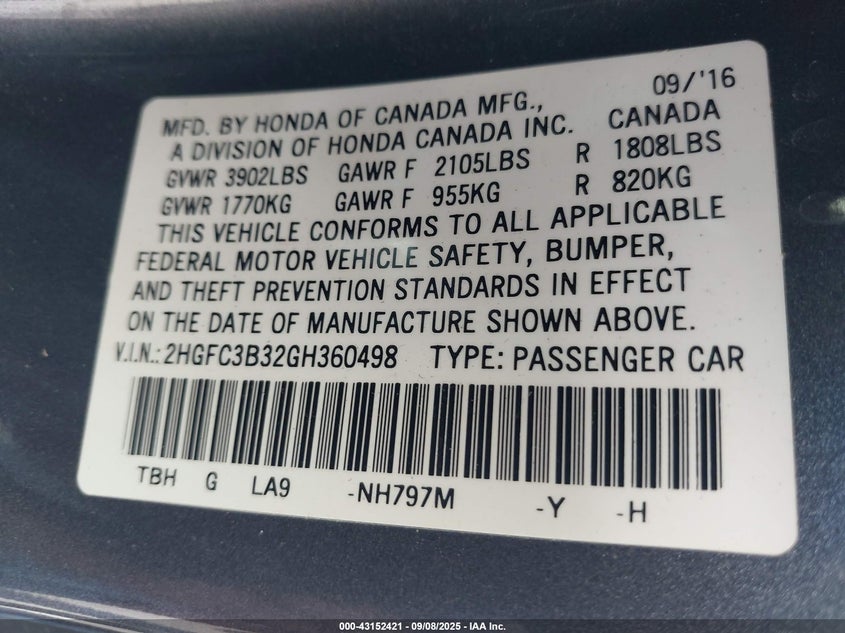 09/'16
MFD. BY HONDA OF CANADA MFG., CANADA
A DIVISION OF HONDA CANADA INC.
GVWR 3902LBS GAWR F 2105LBS R 1808LBS
GVWR 1770KG GAWR F 955KG R 820KG
THIS VEHICLE CONFORMS TO ALL APPLICABLE
FEDERAL MOTOR VEHICLE SAFETY, BUMPER,
AND THEFT PREVENTION STANDARDS IN EFFECT
ON THE DATE OF MANUFACTURE SHOWN ABOVE.
V.I.N.: 2HGFC3B32GH360498 TYPE: PASSENGER CAR
TBH G LA9 -NH797M -Y -H
000-43152421 - 09/08/2025 - IAA Inc.